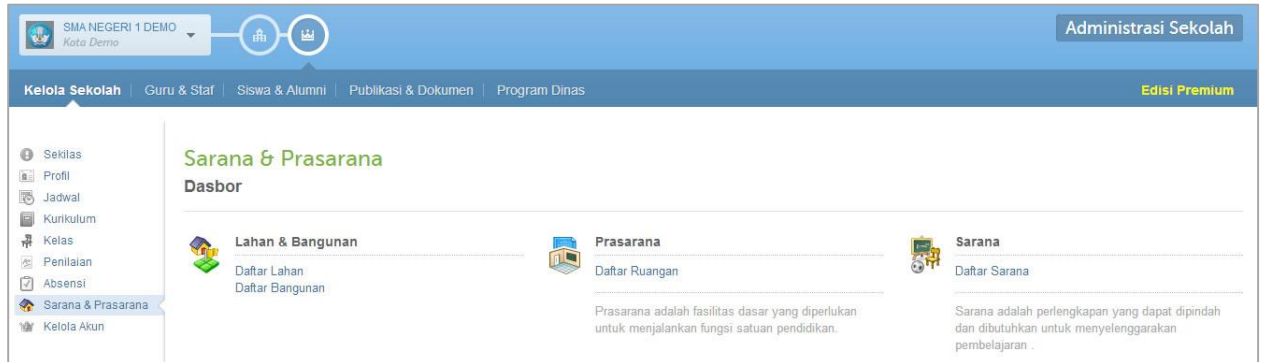 SMA NEGERI 1 DEMO
Kota Demo
Administrasi Sekolah
Kelola Sekolah
Guru & Staf
Siswa & Alumni
Publikasi & Dokumen
Program Dinas
Edisi Premium
Sekilas
Profil
Jadwal
Kurikulum
Kelas
Penilaian
Absensi
Sarana & Prasarana
Kelola Akun
Sarana & Prasarana
Dasbor
Lahan & Bangunan
Daftar Lahan
Daftar Bangunan
Prasarana
Daftar Ruangan
Prasarana adalah fasilitas dasar yang diperlukan
untuk menjalankan fungsi satuan pendidikan.
Sarana
Daftar Sarana
Sarana adalah perlengkapan yang dapat dipindah
dan dibutuhkan untuk menyelenggarakan
pembelajaran .